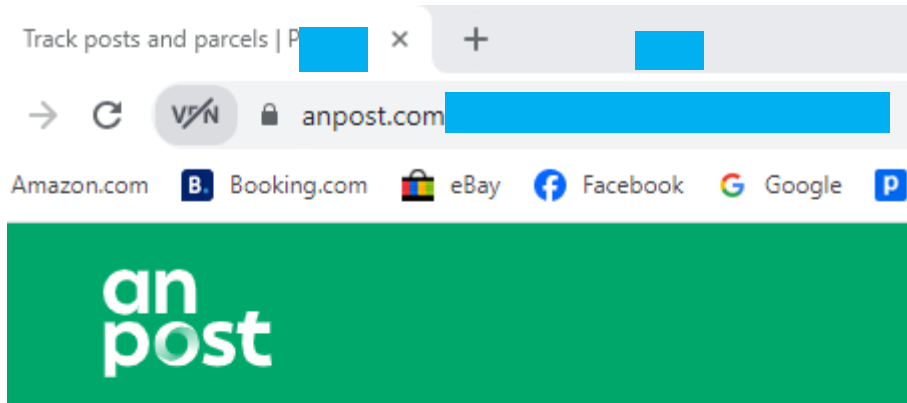 Track posts and parcels | P
VPN anpost.com
Amazon.com B. Booking.com eBay Facebook G Google P
an
post